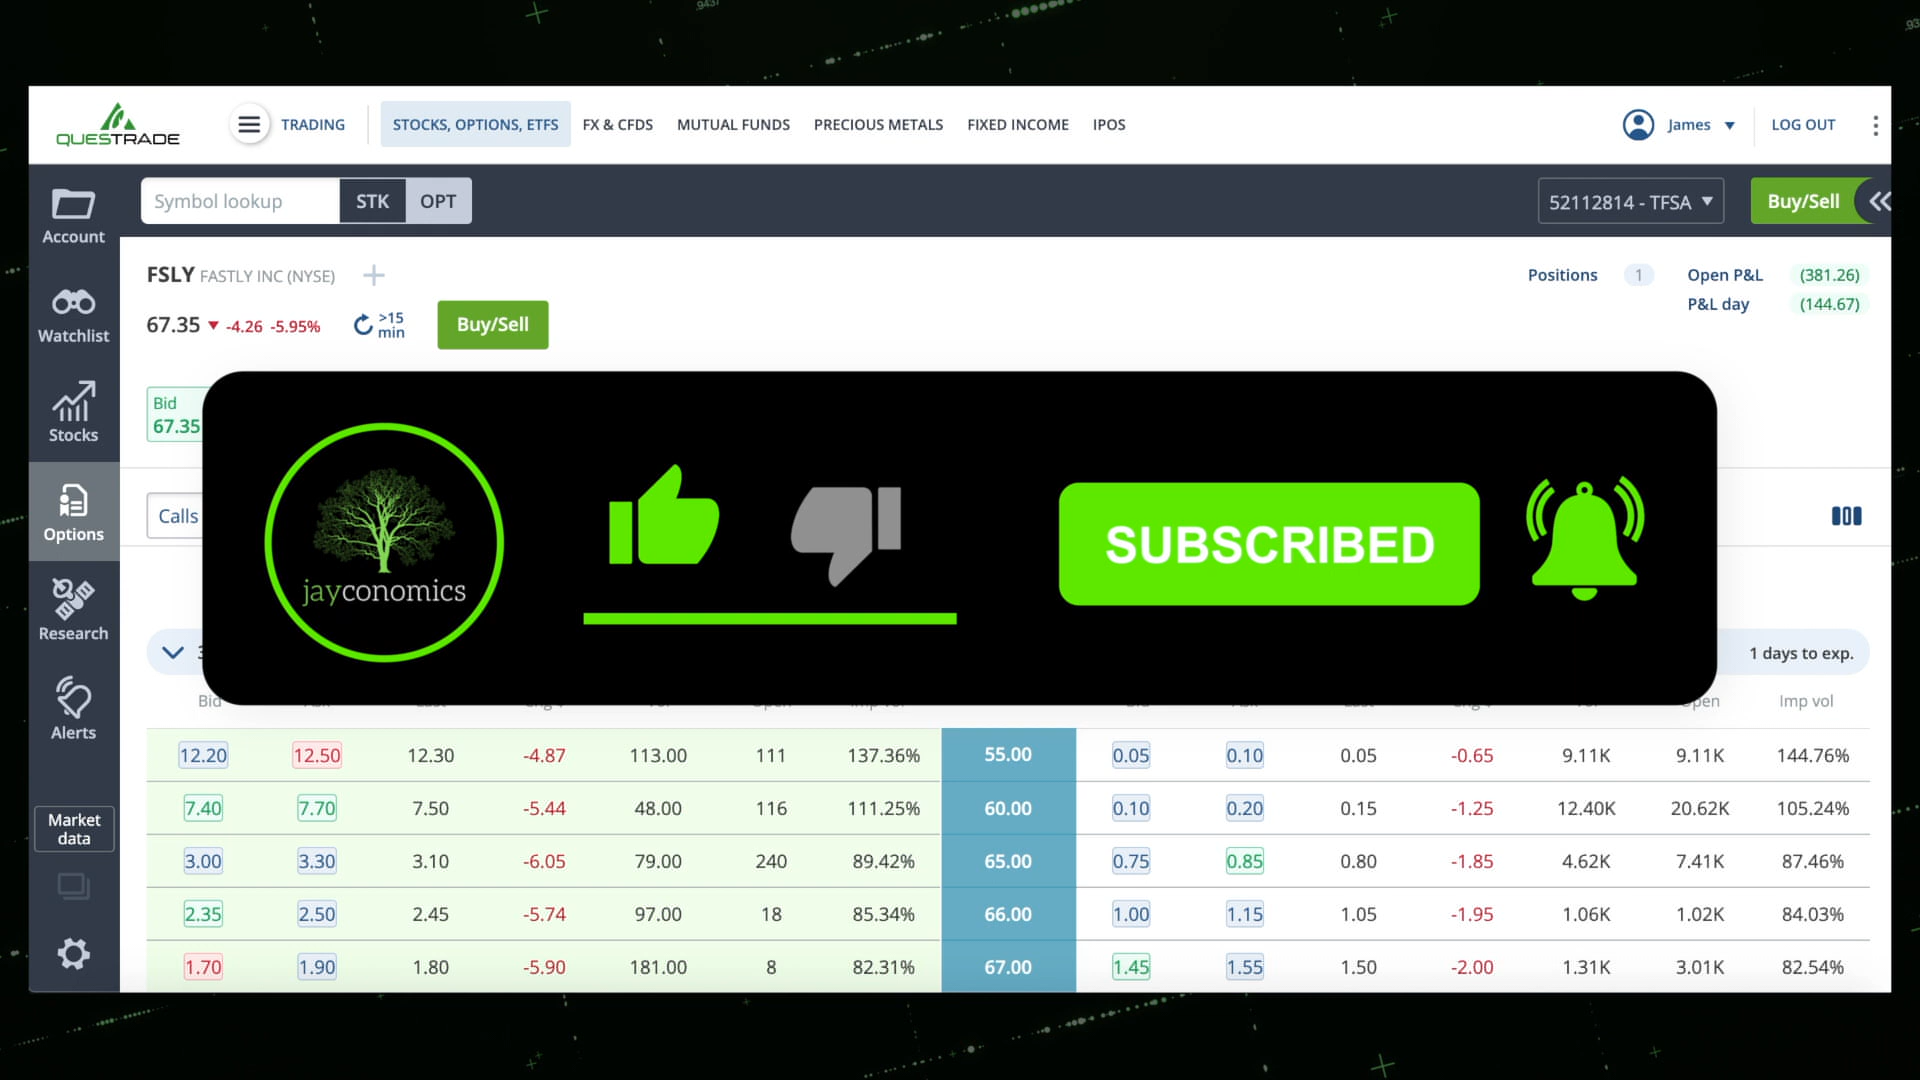 QUESTRADE
TRADING
STOCKS, OPTIONS, ETFS
FX & CFDS
MUTUAL FUNDS
PRECIOUS METALS
FIXED INCOME
IPOS
James
LOG OUT
Symbol lookup
STK
OPT
52112814 - TFSA
Buy/Sell
Account
Watchlist
Stocks
Options
Research
Alerts
Market
data
FSLY FASTLY INC (NYSE)
67.35 -4.26 -5.95%
>15
min
Buy/Sell
Positions 1
Open P&L (381.26)
P&L day (144.67)
Bid
67.35
Calls
jayconomics
SUBSCRIBED
1 days to exp.
Bid
Imp vol
12.20 12.50 12.30 -4.87 113.00 111 137.36% 55.00 0.05 0.10 0.05 -0.65 9.11K 9.11K 144.76%
7.40 7.70 7.50 -5.44 48.00 116 111.25% 60.00 0.10 0.20 0.15 -1.25 12.40K 20.62K 105.24%
3.00 3.30 3.10 -6.05 79.00 240 89.42% 65.00 0.75 0.85 0.80 -1.85 4.62K 7.41K 87.46%
2.35 2.50 2.45 -5.74 97.00 18 85.34% 66.00 1.00 1.15 1.05 -1.95 1.06K 1.02K 84.03%
1.70 1.90 1.80 -5.90 181.00 8 82.31% 67.00 1.45 1.55 1.50 -2.00 1.31K 3.01K 82.54%